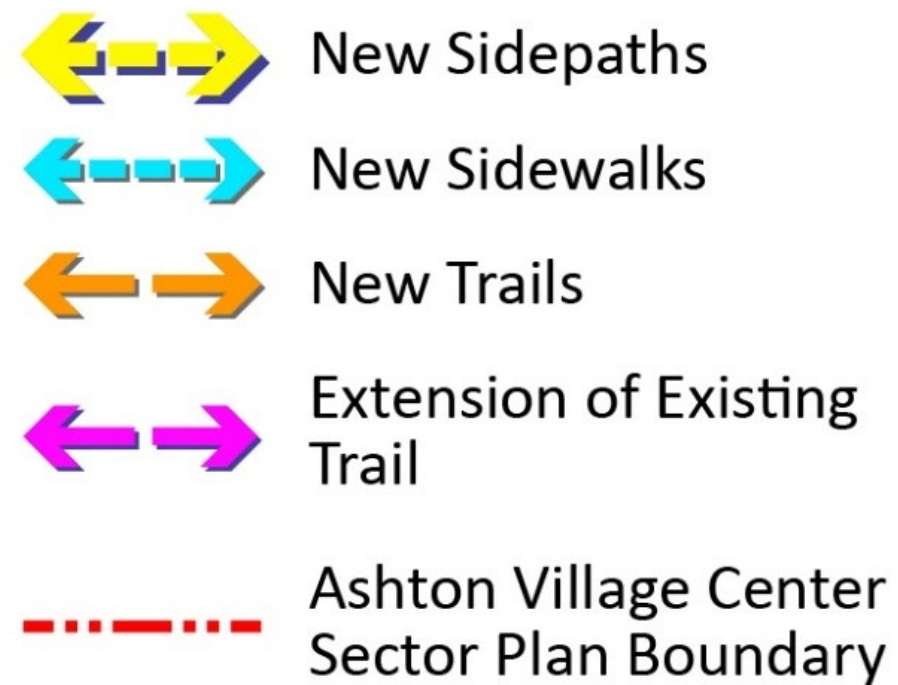 New Sidepaths
New Sidewalks
New Trails
Extension of Existing
Trail
Ashton Village Center
Sector Plan Boundary